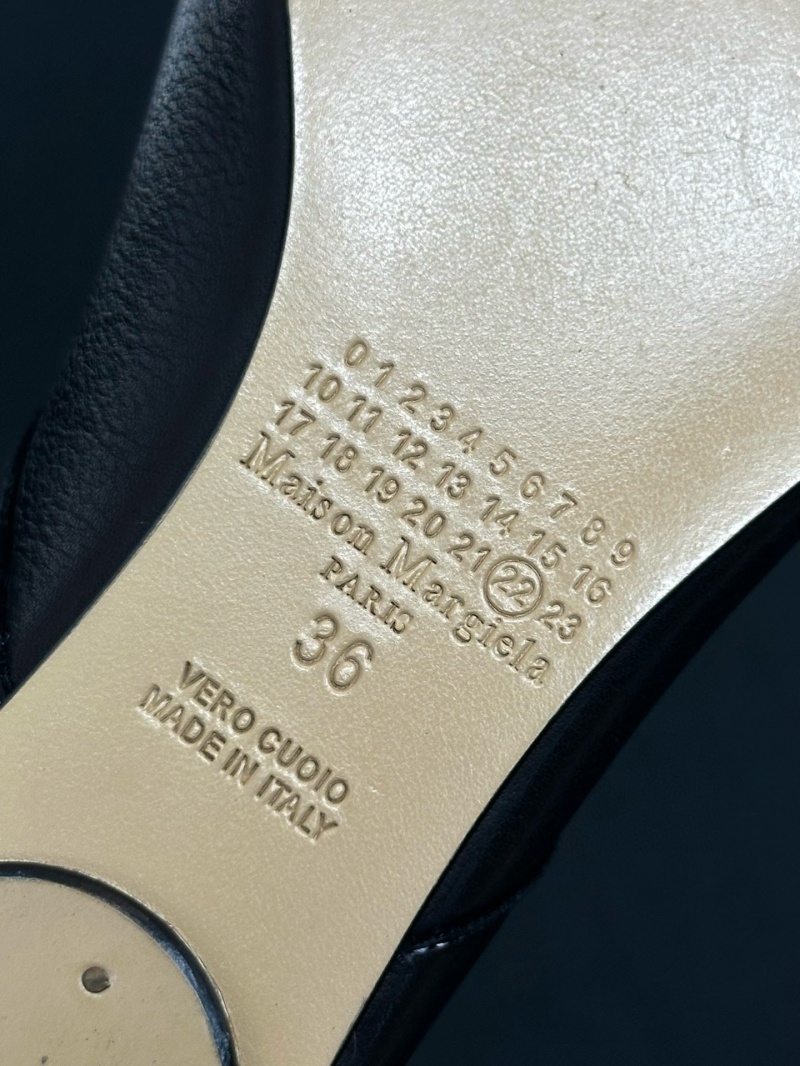 0 1 2 3 4 5 6 7 8 9
10 11 12 13 14 15 16
17 18 19 20 21 22 23
Maison Margiela
PARIS
36
VERO CUOIO
MADE IN ITALY